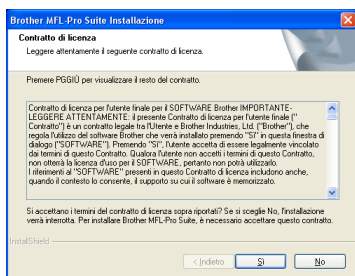 Brother MFL-Pro Suite Installazione
Contratto di licenza
Leggere attentamente il seguente contratto di licenza.
Premere PGGIÙ per visualizzare il resto del contratto.
Contratto di licenza per l'utente finale per il SOFTWARE Brother IMPORTANTE-
LEGGERE ATTENTAMENTE: il presente Contratto di licenza per l'utente finale ("
Contratto") è un contratto legale tra l'Utente e Brother Industries, Ltd. ("Brother"), che
regola l'utilizzo del software Brother che verrà installato premendo "Sì" in questa finestra di
dialogo ("SOFTWARE"). Premendo "Sì", l'utente accetta di essere legalmente vincolato
dai termini di questo Contratto. Qualora l'utente non accetti i termini di questo Contratto,
non otterrà la licenza d'uso per il SOFTWARE, pertanto non potrà utilizzarlo.
I riferimenti al "SOFTWARE" presenti in questo Contratto di licenza includono anche,
quando il contesto lo consente, il supporto su cui il software è memorizzato.
Si accettano i termini del contratto di licenza sopra riportati? Se si sceglie No, l'installazione
verrà interrotta. Per installare Brother MFL-Pro Suite, è necessario accettare questo contratto.
InstallShield
< Indietro
Sì
No